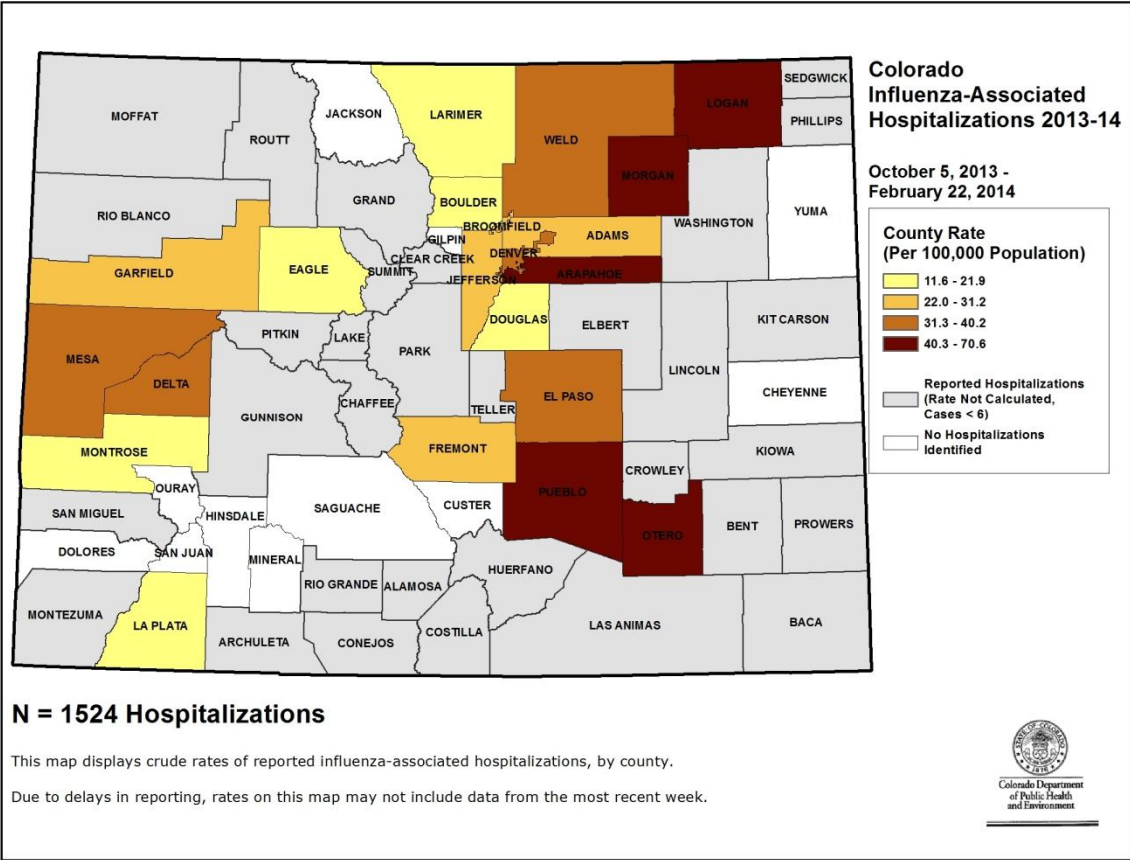 Colorado
Influenza-Associated
Hospitalizations 2013-14
October 5, 2013 -
February 22, 2014
County Rate
(Per 100,000 Population)
11.6 - 21.9
22.0 - 31.2
31.3 - 40.2
40.3 - 70.6
Reported Hospitalizations
(Rate Not Calculated,
Cases < 6)
No Hospitalizations
Identified
MOFFAT
ROUTT
JACKSON
LARIMER
WELD
LOGAN
SEDGWICK
PHILLIPS
MORGAN
RIO BLANCO
GRAND
BOULDER
WASHINGTON
YUMA
BROOMFIELD
GILPIN
ADAMS
GARFIELD
EAGLE
SUMMIT
CLEAR CREEK
DENVER
JEFFERSON
ARAPAHOE
DOUGLAS
ELBERT
KIT CARSON
PITKIN
LAKE
PARK
MESA
DELTA
LINCOLN
CHEYENNE
GUNNISON
CHAFFEE
TELLER
EL PASO
MONTROSE
FREMONT
KIOWA
CROWLEY
OURAY
PUEBLO
SAN MIGUEL
HINSDALE
SAGUACHE
CUSTER
OTERO
BENT
PROWERS
DOLORES
SAN JUAN
MINERAL
HUERFANO
RIO GRANDE
ALAMOSA
MONTEZUMA
LA PLATA
ARCHULETA
CONEJOS
COSTILLA
LAS ANIMAS
BACA
N = 1524 Hospitalizations
This map displays crude rates of reported influenza-associated hospitalizations, by county.
Due to delays in reporting, rates on this map may not include data from the most recent week.
STATE OF COLORADO
1876
Colorado Department
of Public Health
and Environment